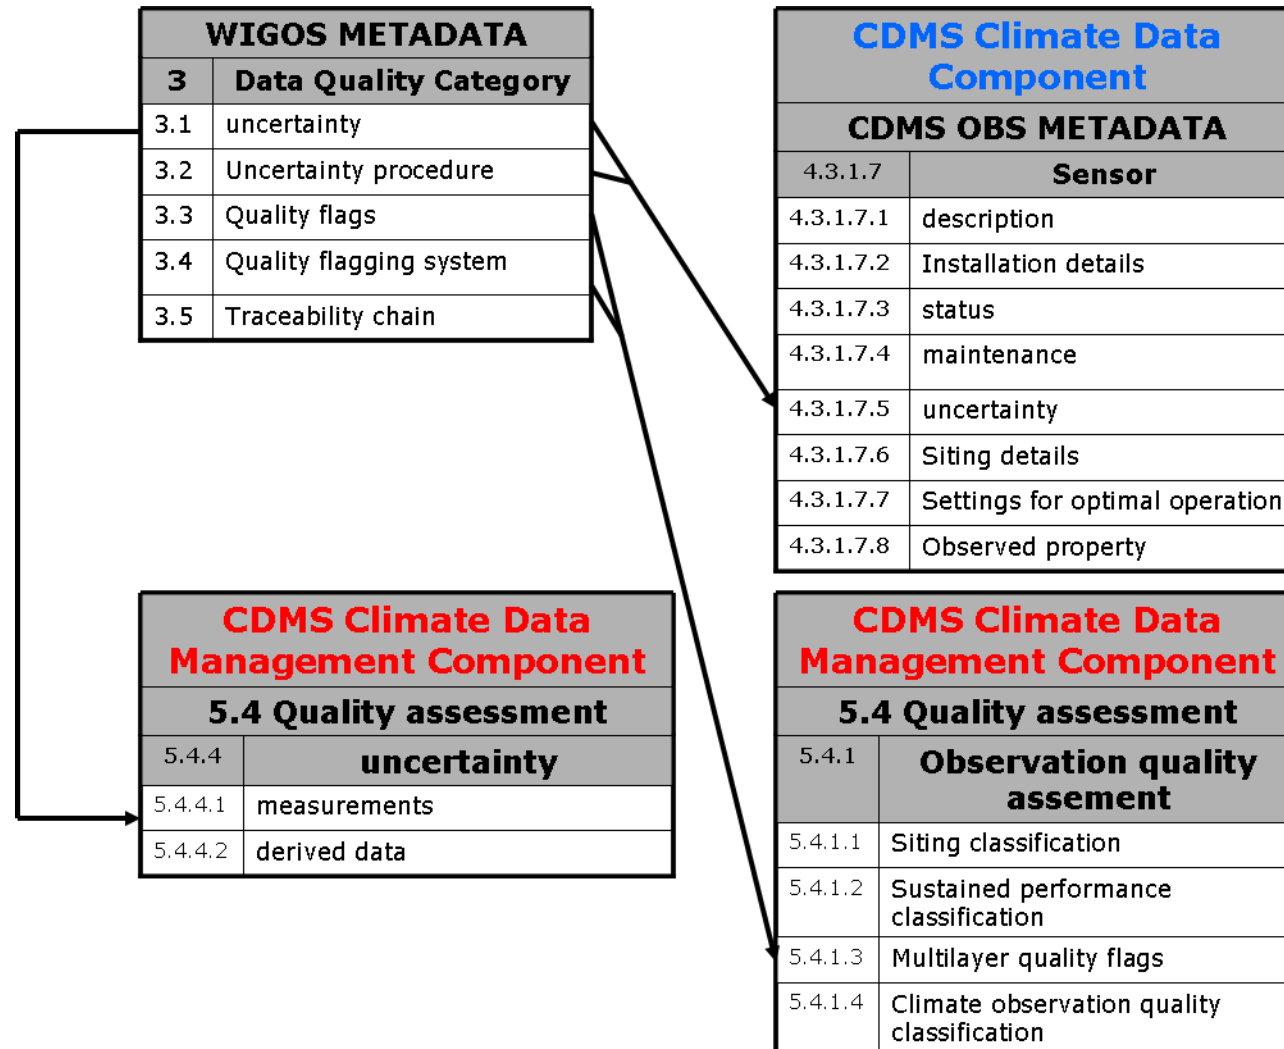 WIGOS METADATA
3 Data Quality Category
3.1 uncertainty
3.2 Uncertainty procedure
3.3 Quality flags
3.4 Quality flagging system
3.5 Traceability chain
CDMS Climate Data
Component
CDMS OBS METADATA
4.3.1.7 Sensor
4.3.1.7.1 description
4.3.1.7.2 Installation details
4.3.1.7.3 status
4.3.1.7.4 maintenance
4.3.1.7.5 uncertainty
4.3.1.7.6 Siting details
4.3.1.7.7 Settings for optimal operation
4.3.1.7.8 Observed property
CDMS Climate Data
Management Component
5.4 Quality assessment
5.4.4 uncertainty
5.4.4.1 measurements
5.4.4.2 derived data
CDMS Climate Data
Management Component
5.4 Quality assessment
5.4.1 Observation quality
assement
5.4.1.1 Siting classification
5.4.1.2 Sustained performance
classification
5.4.1.3 Multilayer quality flags
5.4.1.4 Climate observation quality
classification